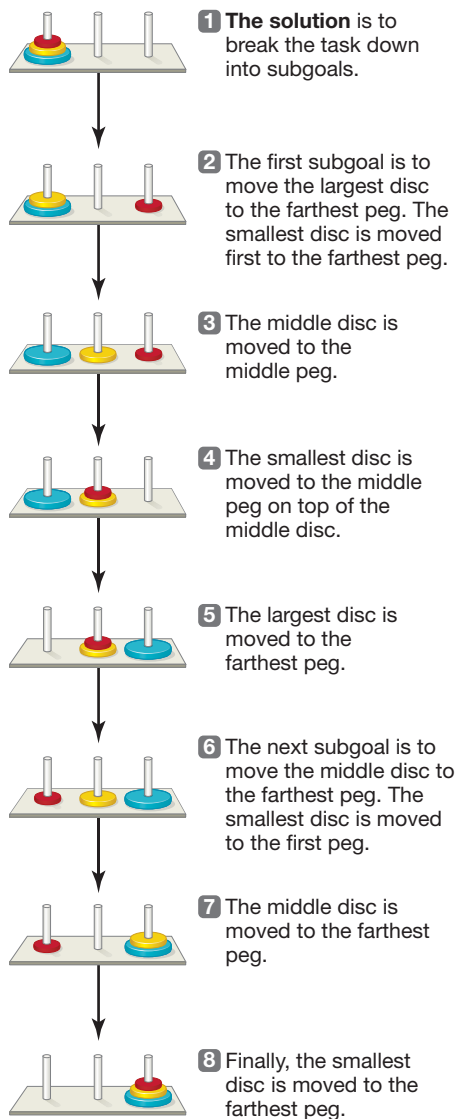 1 The solution is to
break the task down
into subgoals.
2 The first subgoal is to
move the largest disc
to the farthest peg. The
smallest disc is moved
first to the farthest peg.
3 The middle disc is
moved to the
middle peg.
4 The smallest disc is
moved to the middle
peg on top of the
middle disc.
5 The largest disc is
moved to the
farthest peg.
6 The next subgoal is to
move the middle disc to
the farthest peg. The
smallest disc is moved
to the first peg.
7 The middle disc is
moved to the farthest
peg.
8 Finally, the smallest
disc is moved to the
farthest peg.